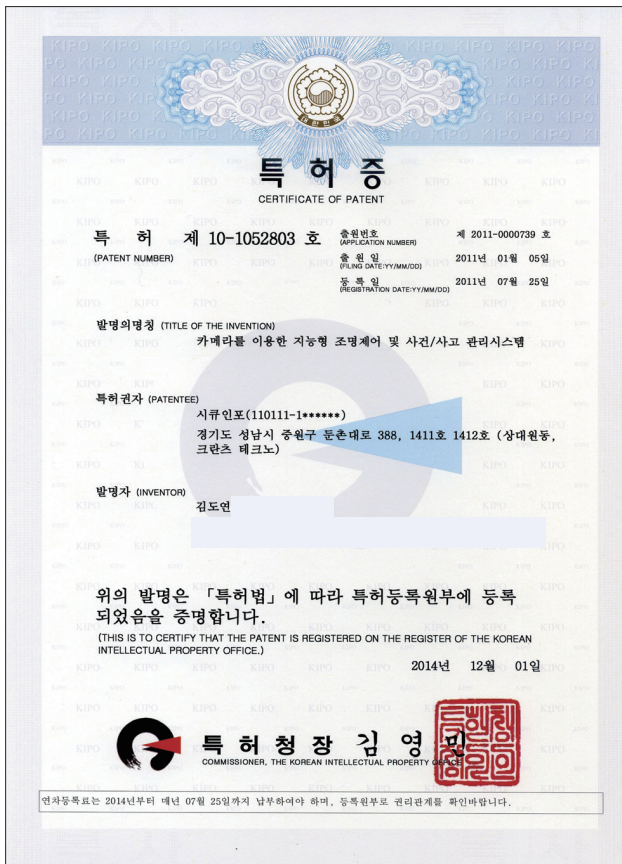 대한민국
특허증
CERTIFICATE OF PATENT
특 허 제 10-1052803 호
(PATENT NUMBER)
출원번호 제 2011-0000739 호
(APPLICATION NUMBER)
출 원 일 2011년 01월 05일
(FILING DATE:YY/MM/DD)
등 록 일 2011년 07월 25일
(REGISTRATION DATE:YY/MM/DD)
발명의명칭 (TITLE OF THE INVENTION)
카메라를 이용한 지능형 조명제어 및 사건/사고 관리시스템
특허권자 (PATENTEE)
시큐인포(110111-1******)
경기도 성남시 중원구 둔촌대로 388, 1411호 1412호 (상대원동,
크란츠 테크노)
발명자 (INVENTOR)
김도연
위의 발명은 「특허법」에 따라 특허등록원부에 등록
되었음을 증명합니다.
(THIS IS TO CERTIFY THAT THE PATENT IS REGISTERED ON THE REGISTER OF THE KOREAN
INTELLECTUAL PROPERTY OFFICE.)
2014년 12월 01일
특허청장 김영민
COMMISSIONER, THE KOREAN INTELLECTUAL PROPERTY OFFICE
연차등록료는 2014년부터 매년 07월 25일까지 납부하여야 하며, 등록원부로 권리관계를 확인바랍니다.